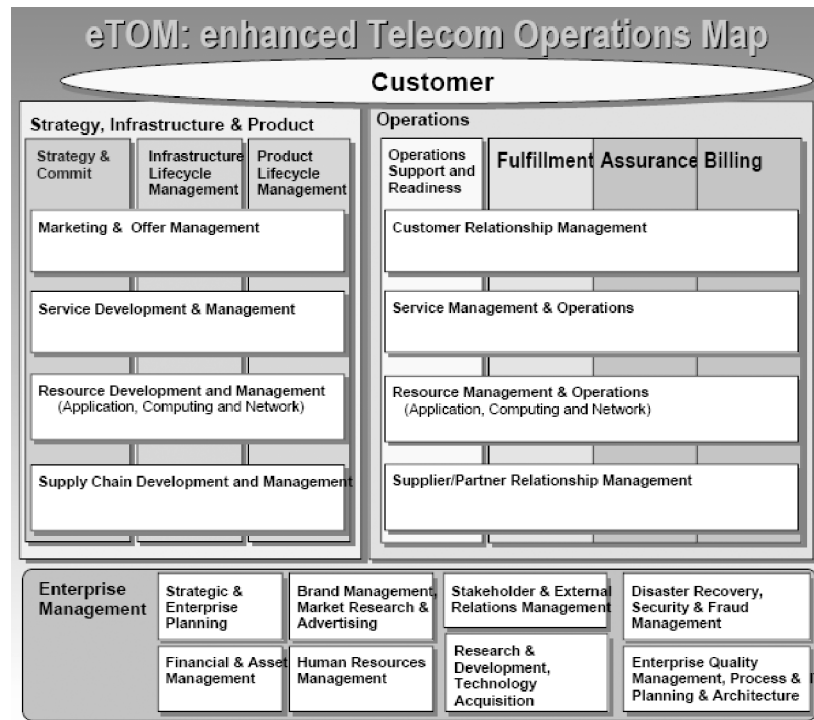 eTOM: enhanced Telecom Operations Map
Customer
Strategy, Infrastructure & Product
Strategy &
Commit
Infrastructure
Lifecycle
Management
Product
Lifecycle
Management
Marketing & Offer Management
Service Development & Management
Resource Development and Management
(Application, Computing and Network)
Supply Chain Development and Management
Operations
Operations
Support and
Readiness
Fulfillment
Assurance
Billing
Customer Relationship Management
Service Management & Operations
Resource Management & Operations
(Application, Computing and Network)
Supplier/Partner Relationship Management
Enterprise
Management
Strategic &
Enterprise
Planning
Brand Management,
Market Research &
Advertising
Stakeholder & External
Relations Management
Disaster Recovery,
Security & Fraud
Management
Financial & Asset
Management
Human Resources
Management
Research &
Development,
Technology
Acquisition
Enterprise Quality
Management, Process &
Planning & Architecture